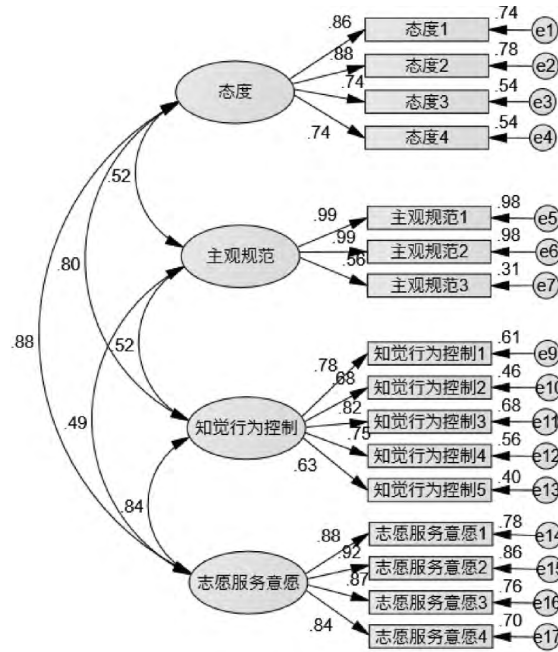 .74
.86
态度1
e1
.88
.78
态度2
e2
.74
.54
态度3
e3
态度
.54
态度4
e4
.74
.52
.99
.98
主观规范1
e5
.99
.98
主观规范2
e6
主观规范
.56
.31
主观规范3
e7
.80
.88
.52
.61
.78
知觉行为控制1
e9
.68
.46
知觉行为控制2
e10
.82
.68
知觉行为控制3
e11
.49
知觉行为控制
.75
.56
知觉行为控制4
e12
.63
.40
知觉行为控制5
e13
.84
.88
.78
志愿服务意愿1
e14
.92
.86
志愿服务意愿2
e15
志愿服务意愿
.87
.76
志愿服务意愿3
e16
.84
.70
志愿服务意愿4
e17